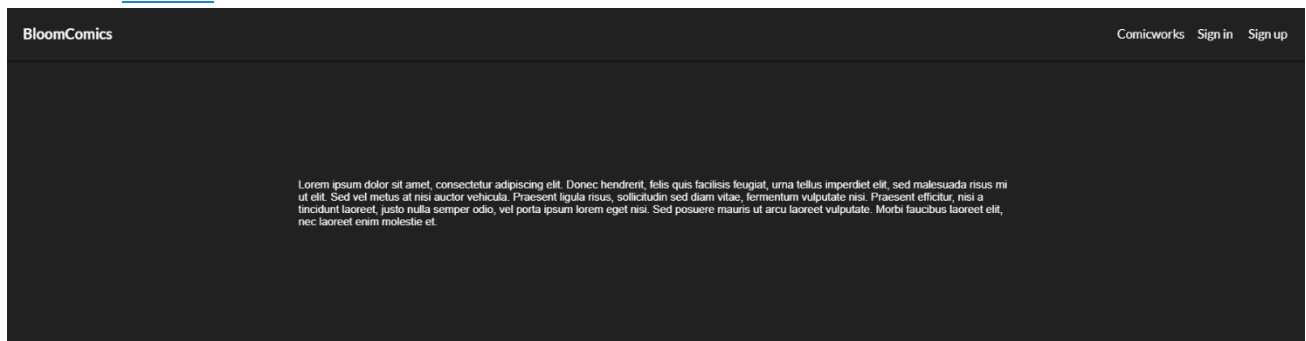 BloomComics
Comicworks Sign in Sign up
Lorem ipsum dolor sit amet, consectetur adipiscing elit. Donec hendrerit, felis quis facilisis feugiat, urna tellus imperdiet elit, sed malesuada risus mi
ut elit. Sed vel metus at nisi auctor vehicula. Praesent ligula risus, sollicitudin sed diam vitae, fermentum vulputate nisi. Praesent efficitur, nisi a
tincidunt laoreet, justo nulla semper odio, vel porta ipsum lorem eget nisi. Sed posuere mauris ut arcu laoreet vulputate. Morbi faucibus laoreet elit,
nec laoreet enim molestie et.